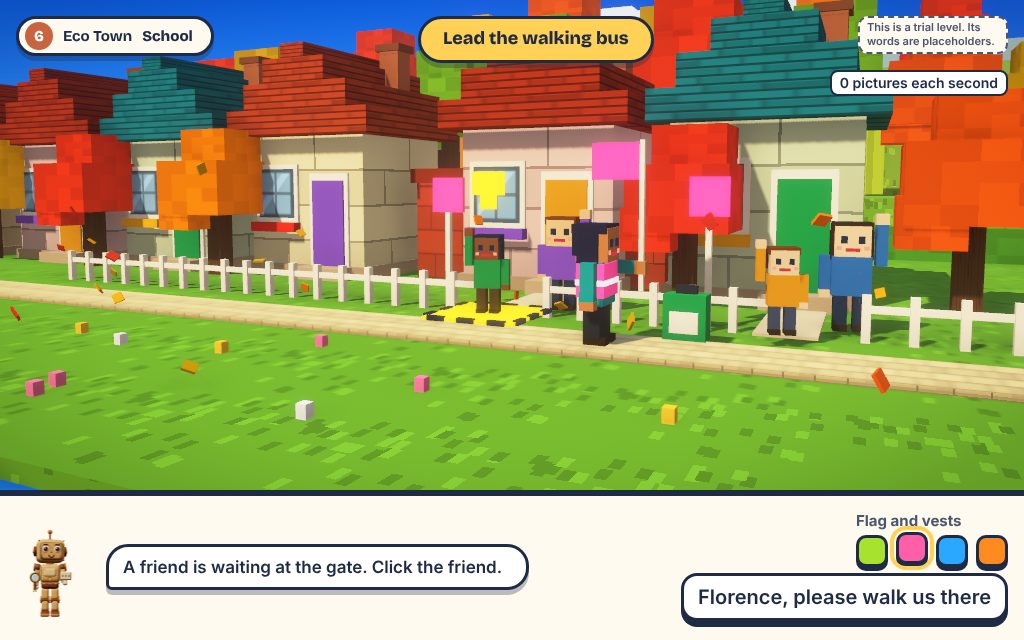 6 Eco Town School
Lead the walking bus
This is a trial level. Its
words are placeholders.
0 pictures each second
A friend is waiting at the gate. Click the friend.
Flag and vests
Florence, please walk us there